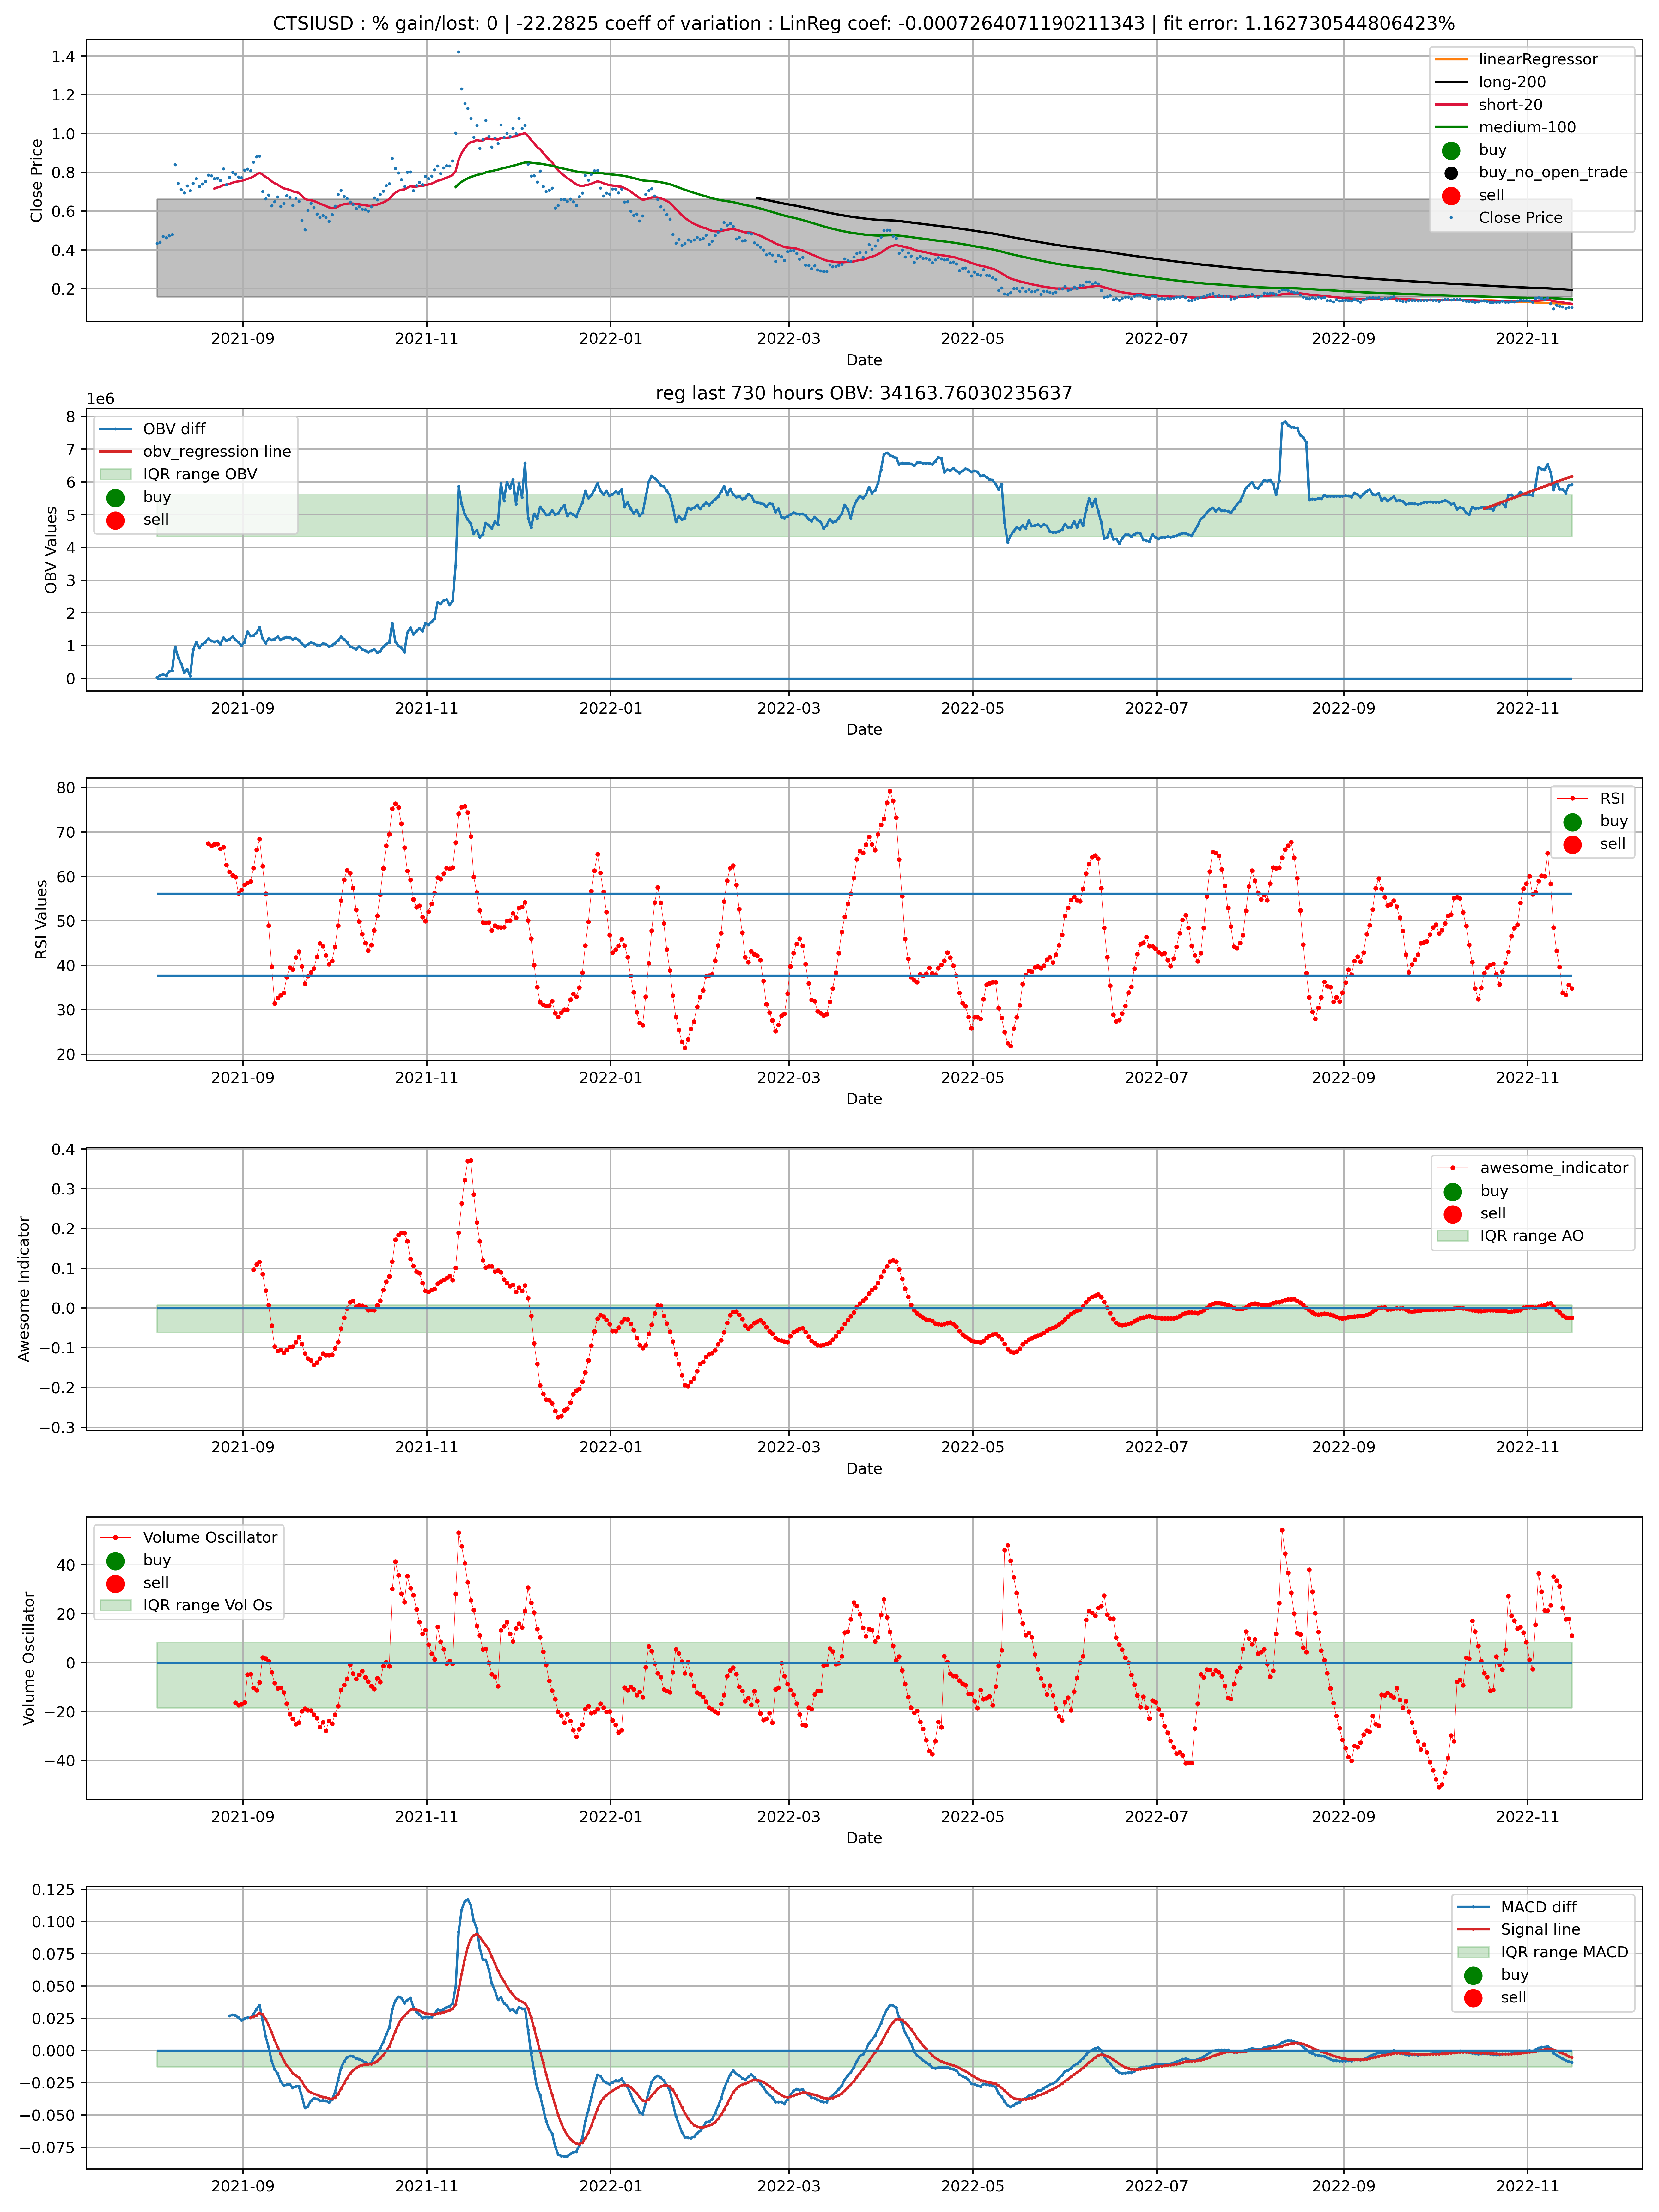 CTSIUSD : % gain/lost: 0 | -22.2825 coeff of variation : LinReg coef: -0.0007264071190211343 | fit error: 1.162730544806423%
1.4
1.2
1.0
0.8
0.6
0.4
0.2
Close Price
linearRegressor
long-200
short-20
medium-100
buy
buy_no_open_trade
sell
Close Price
2021-09 2021-11 2022-01 2022-03 2022-05 2022-07 2022-09 2022-11
Date
reg last 730 hours OBV: 34163.76030235637
1e6
8
7
6
5
4
3
2
1
0
OBV Values
OBV diff
obv_regression line
IQR range OBV
buy
sell
2021-09 2021-11 2022-01 2022-03 2022-05 2022-07 2022-09 2022-11
Date
80
70
60
50
40
30
20
RSI Values
RSI
buy
sell
2021-09 2021-11 2022-01 2022-03 2022-05 2022-07 2022-09 2022-11
Date
0.4
0.3
0.2
0.1
0.0
−0.1
−0.2
−0.3
Awesome Indicator
awesome_indicator
buy
sell
IQR range AO
2021-09 2021-11 2022-01 2022-03 2022-05 2022-07 2022-09 2022-11
Date
40
20
0
−20
−40
Volume Oscillator
Volume Oscillator
buy
sell
IQR range Vol Os
2021-09 2021-11 2022-01 2022-03 2022-05 2022-07 2022-09 2022-11
Date
0.125
0.100
0.075
0.050
0.025
0.000
−0.025
−0.050
−0.075
MACD diff
Signal line
IQR range MACD
buy
sell
2021-09 2021-11 2022-01 2022-03 2022-05 2022-07 2022-09 2022-11